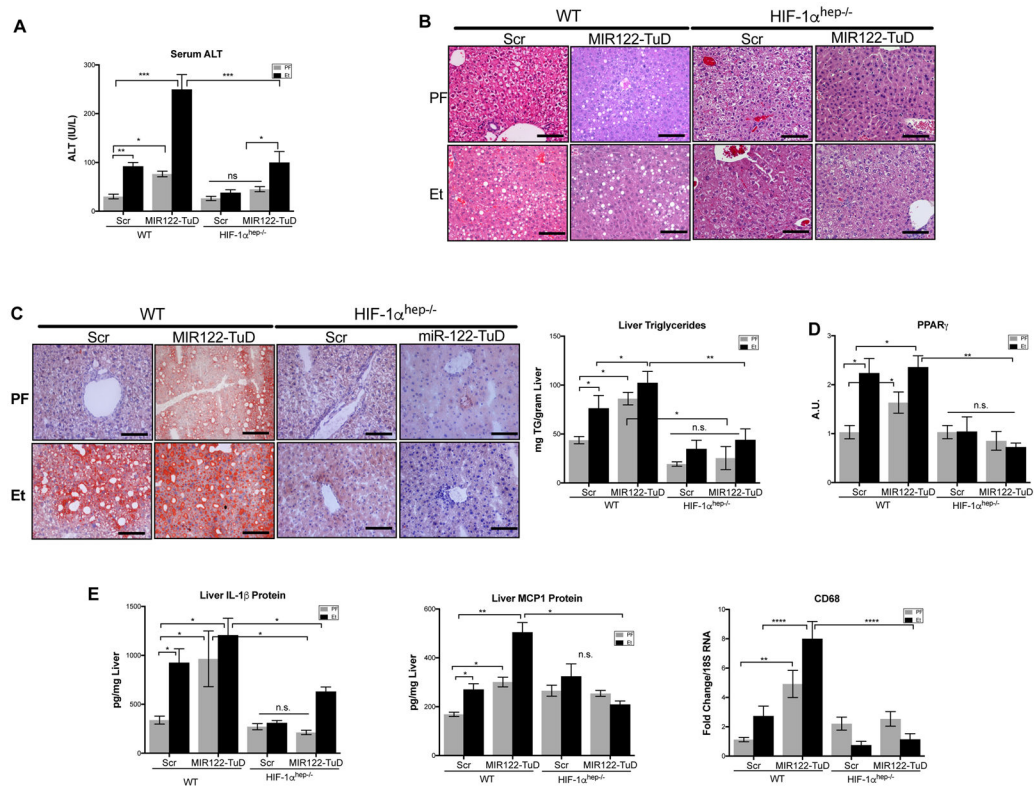 A
Serum ALT
PF
Et
ALT (IU/L)
300
200
100
0
***
***
**
*
*
ns
Scr MIR122-TuD Scr MIR122-TuD
WT HIF-1α^hep-/-
B
WT HIF-1α^hep-/-
Scr MIR122-TuD Scr MIR122-TuD
PF
Et
C
WT HIF-1α^hep-/-
Scr MIR122-TuD Scr miR-122-TuD
PF
Et
Liver Triglycerides
PF
Et
mg TG/gram Liver
150
100
50
0
*
*
*
**
*
n.s.
Scr MIR122-TuD Scr MIR122-TuD
WT HIF-1α^hep-/-
D
PPARγ
PF
Et
A.U.
3
2
1
0
*
*
*
**
n.s.
Scr MIR122-TuD Scr MIR122-TuD
WT HIF-1α^hep-/-
E
Liver IL-1β Protein
PF
Et
pg/mg Liver
1500
1000
500
0
*
*
*
*
*
n.s.
Scr MIR122-TuD Scr MIR122-TuD
WT HIF-1α^hep-/-
Liver MCP1 Protein
PF
Et
pg/mg Liver
600
400
200
0
**
*
*
*
n.s.
Scr MIR122-TuD Scr MIR122-TuD
WT HIF-1α^hep-/-
CD68
PF
Et
Fold Change/18S RNA
10
8
6
4
2
0
****
****
**
Scr MIR122-TuD Scr MIR122-TuD
WT HIF-1α^hep-/-